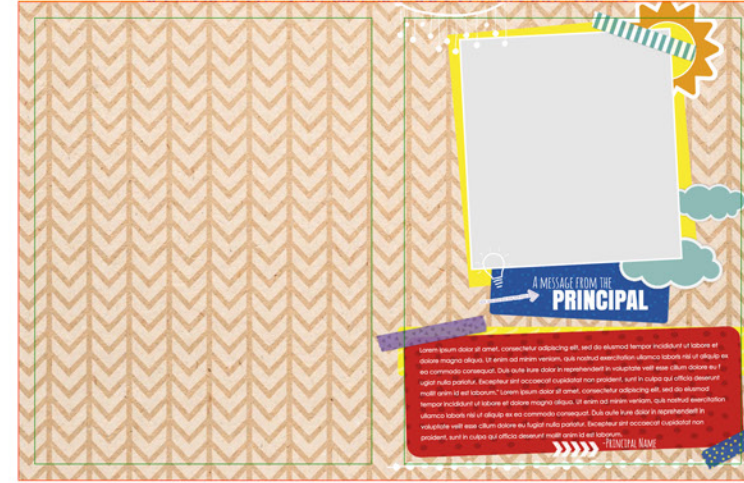 A MESSAGE FROM THE
PRINCIPAL
Lorem ipsum dolor sit amet, consectetur adipiscing elit, sed do eiusmod tempor incididunt ut labore et
dolore magna aliqua. Ut enim ad minim veniam, quis nostrud exercitation ullamco laboris nisi ut aliquip ex
ea commodo consequat. Duis aute irure dolor in reprehenderit in voluptate velit esse cillum dolore eu f
ugiat nulla pariatur. Excepteur sint occaecat cupidatat non proident, sunt in culpa qui officia deserunt
mollit anim id est laborum." Lorem ipsum dolor sit amet, consectetur adipiscing elit, sed do eiusmod
tempor incididunt ut labore et dolore magna aliqua. Ut enim ad minim veniam, quis nostrud exercitation
ullamco laboris nisi ut aliquip ex ea commodo consequat. Duis aute irure dolor in reprehenderit in
voluptate velit esse cillum dolore eu fugiat nulla pariatur. Excepteur sint occaecat cupidatat non
proident, sunt in culpa qui officia deserunt mollit anim id est laborum.
-PRINCIPAL NAME